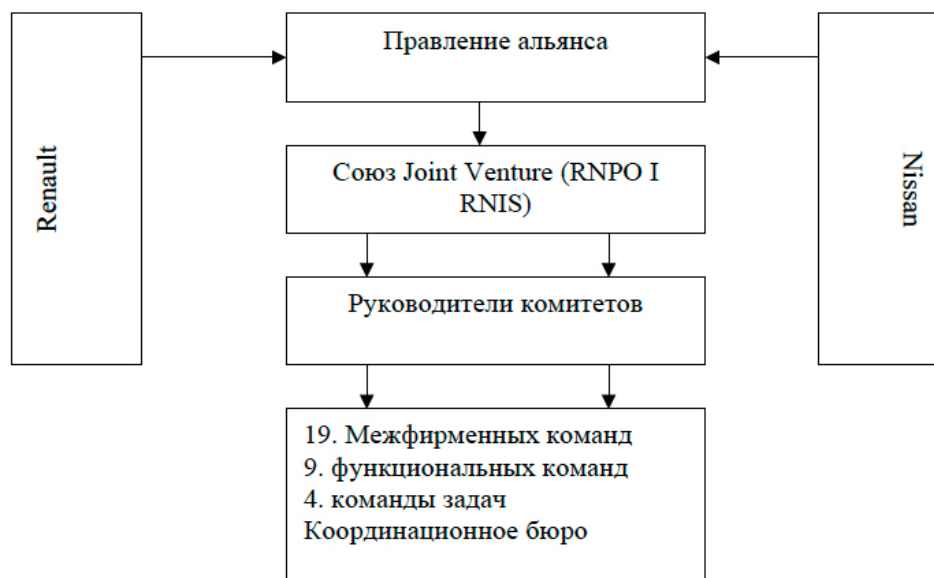 Renault
Правление альянса
Nissan
Союз Joint Venture (RNPO I
RNIS)
Руководители комитетов
19. Межфирменных команд
9. функциональных команд
4. команды задач
Координационное бюро